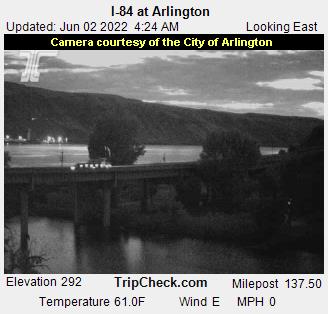 I-84 at Arlington
Updated: Jun 02 2022 4:24 AM Looking East
Camera courtesy of the City of Arlington
Elevation 292 TripCheck.com Milepost 137.50
Temperature 61.0F Wind E MPH 0